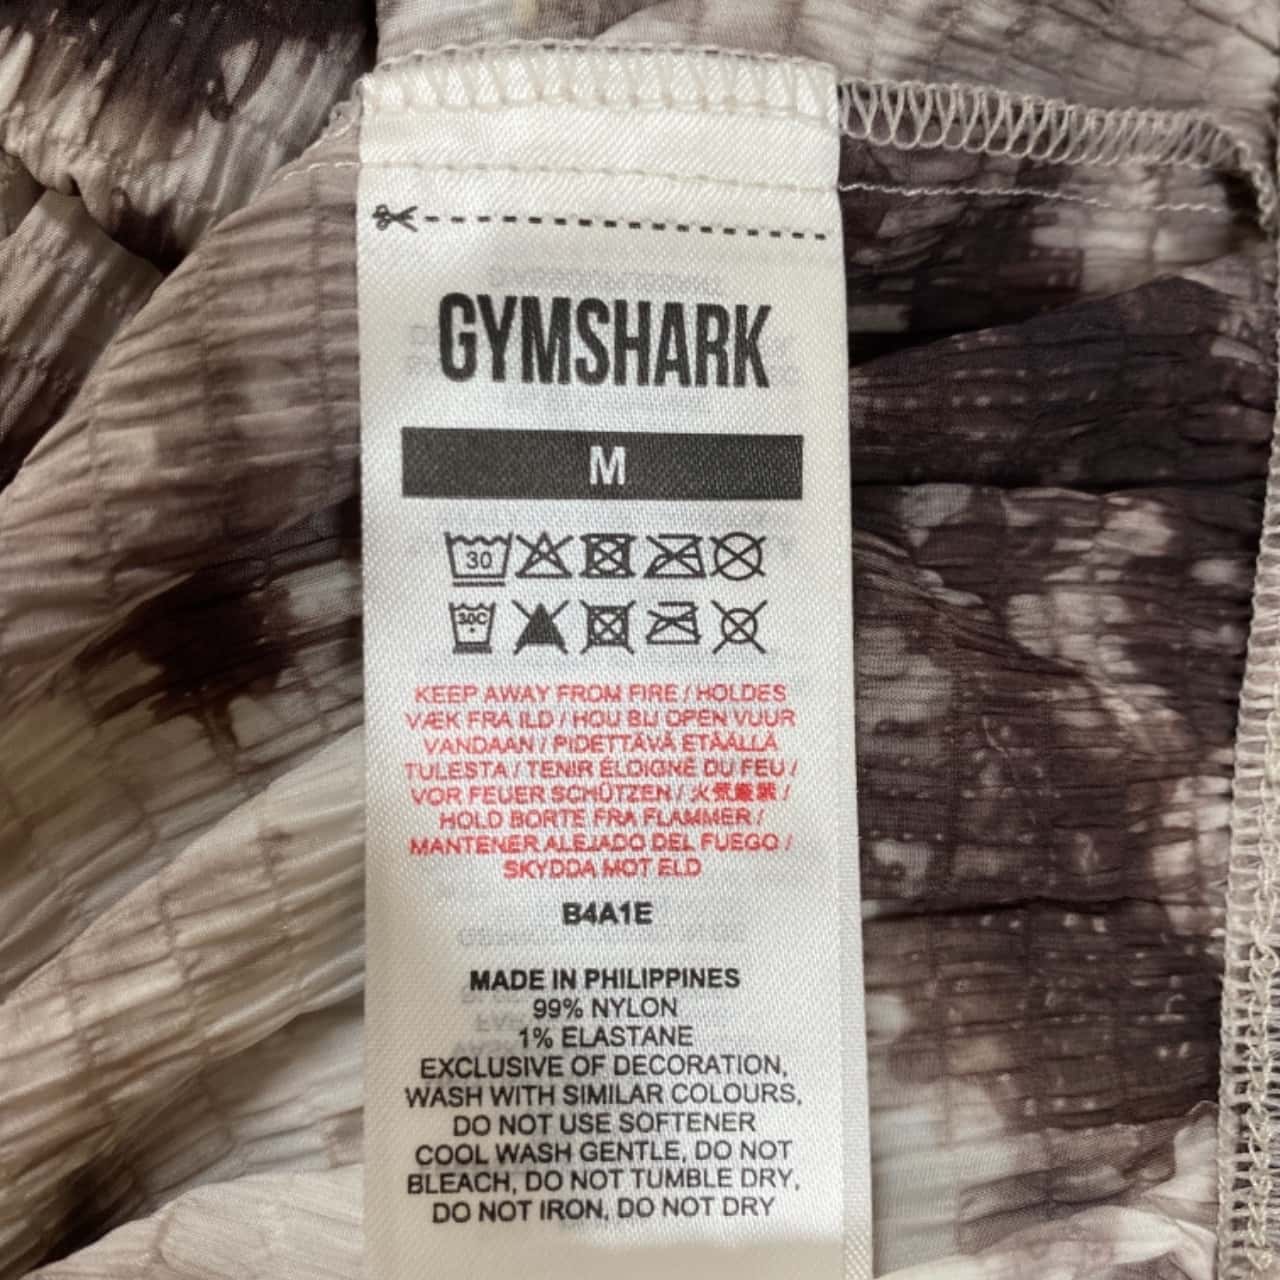 GYMSHARK
M
30
30C
KEEP AWAY FROM FIRE / HOLDES
VÆK FRA ILD / HOU BIJ OPEN VUUR
VANDAAN / PIDETTÄVÄ ETÄÄLLÄ
TULESTA / TENIR ÉLOIGNÉ DU FEU /
VOR FEUER SCHÜTZEN / 火気厳禁 /
HOLD BORTE FRA FLAMMER /
MANTENER ALEJADO DEL FUEGO /
SKYDDA MOT ELD
B4A1E
MADE IN PHILIPPINES
99% NYLON
1% ELASTANE
EXCLUSIVE OF DECORATION,
WASH WITH SIMILAR COLOURS,
DO NOT USE SOFTENER
COOL WASH GENTLE, DO NOT
BLEACH, DO NOT TUMBLE DRY,
DO NOT IRON, DO NOT DRY